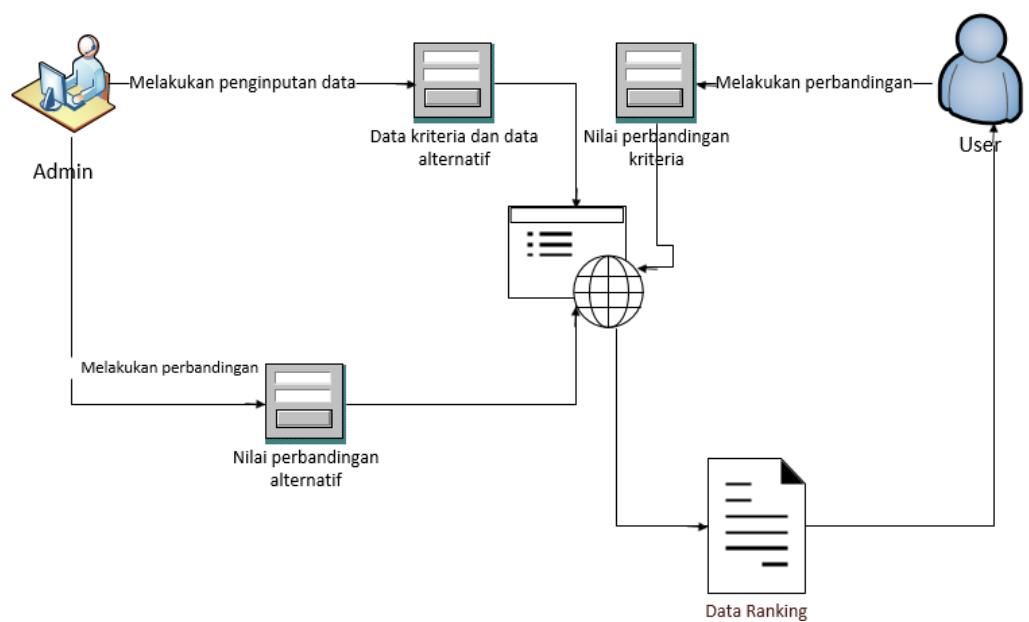 Melakukan penginputan data
Melakukan perbandingan
Data kriteria dan data
alternatif
Nilai perbandingan
kriteria
User
Admin
Melakukan perbandingan
Nilai perbandingan
alternatif
Data Ranking